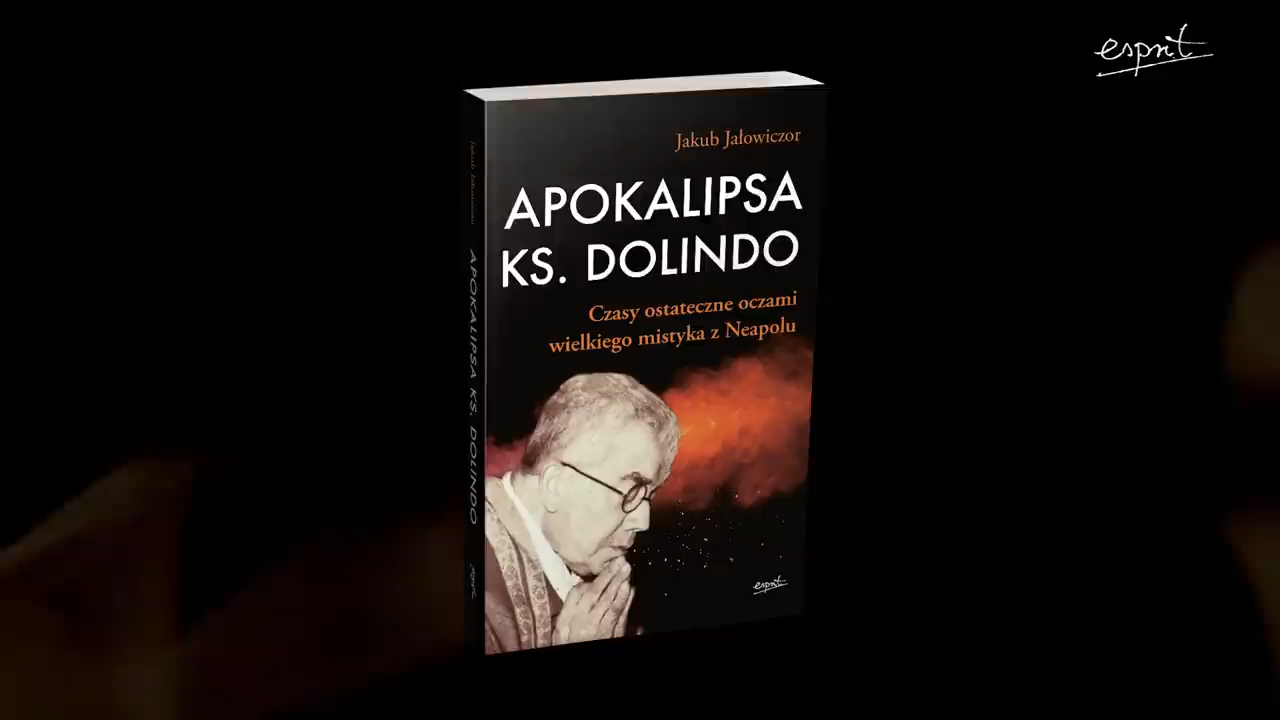 esprit
Jakub Jałowiczor
APOKALIPSA
KS. DOLINDO
Czasy ostateczne oczami
wielkiego mistyka z Neapolu
esprit
Jakub Jałowiczor
APOKALIPSA KS. DOLINDO
esprit